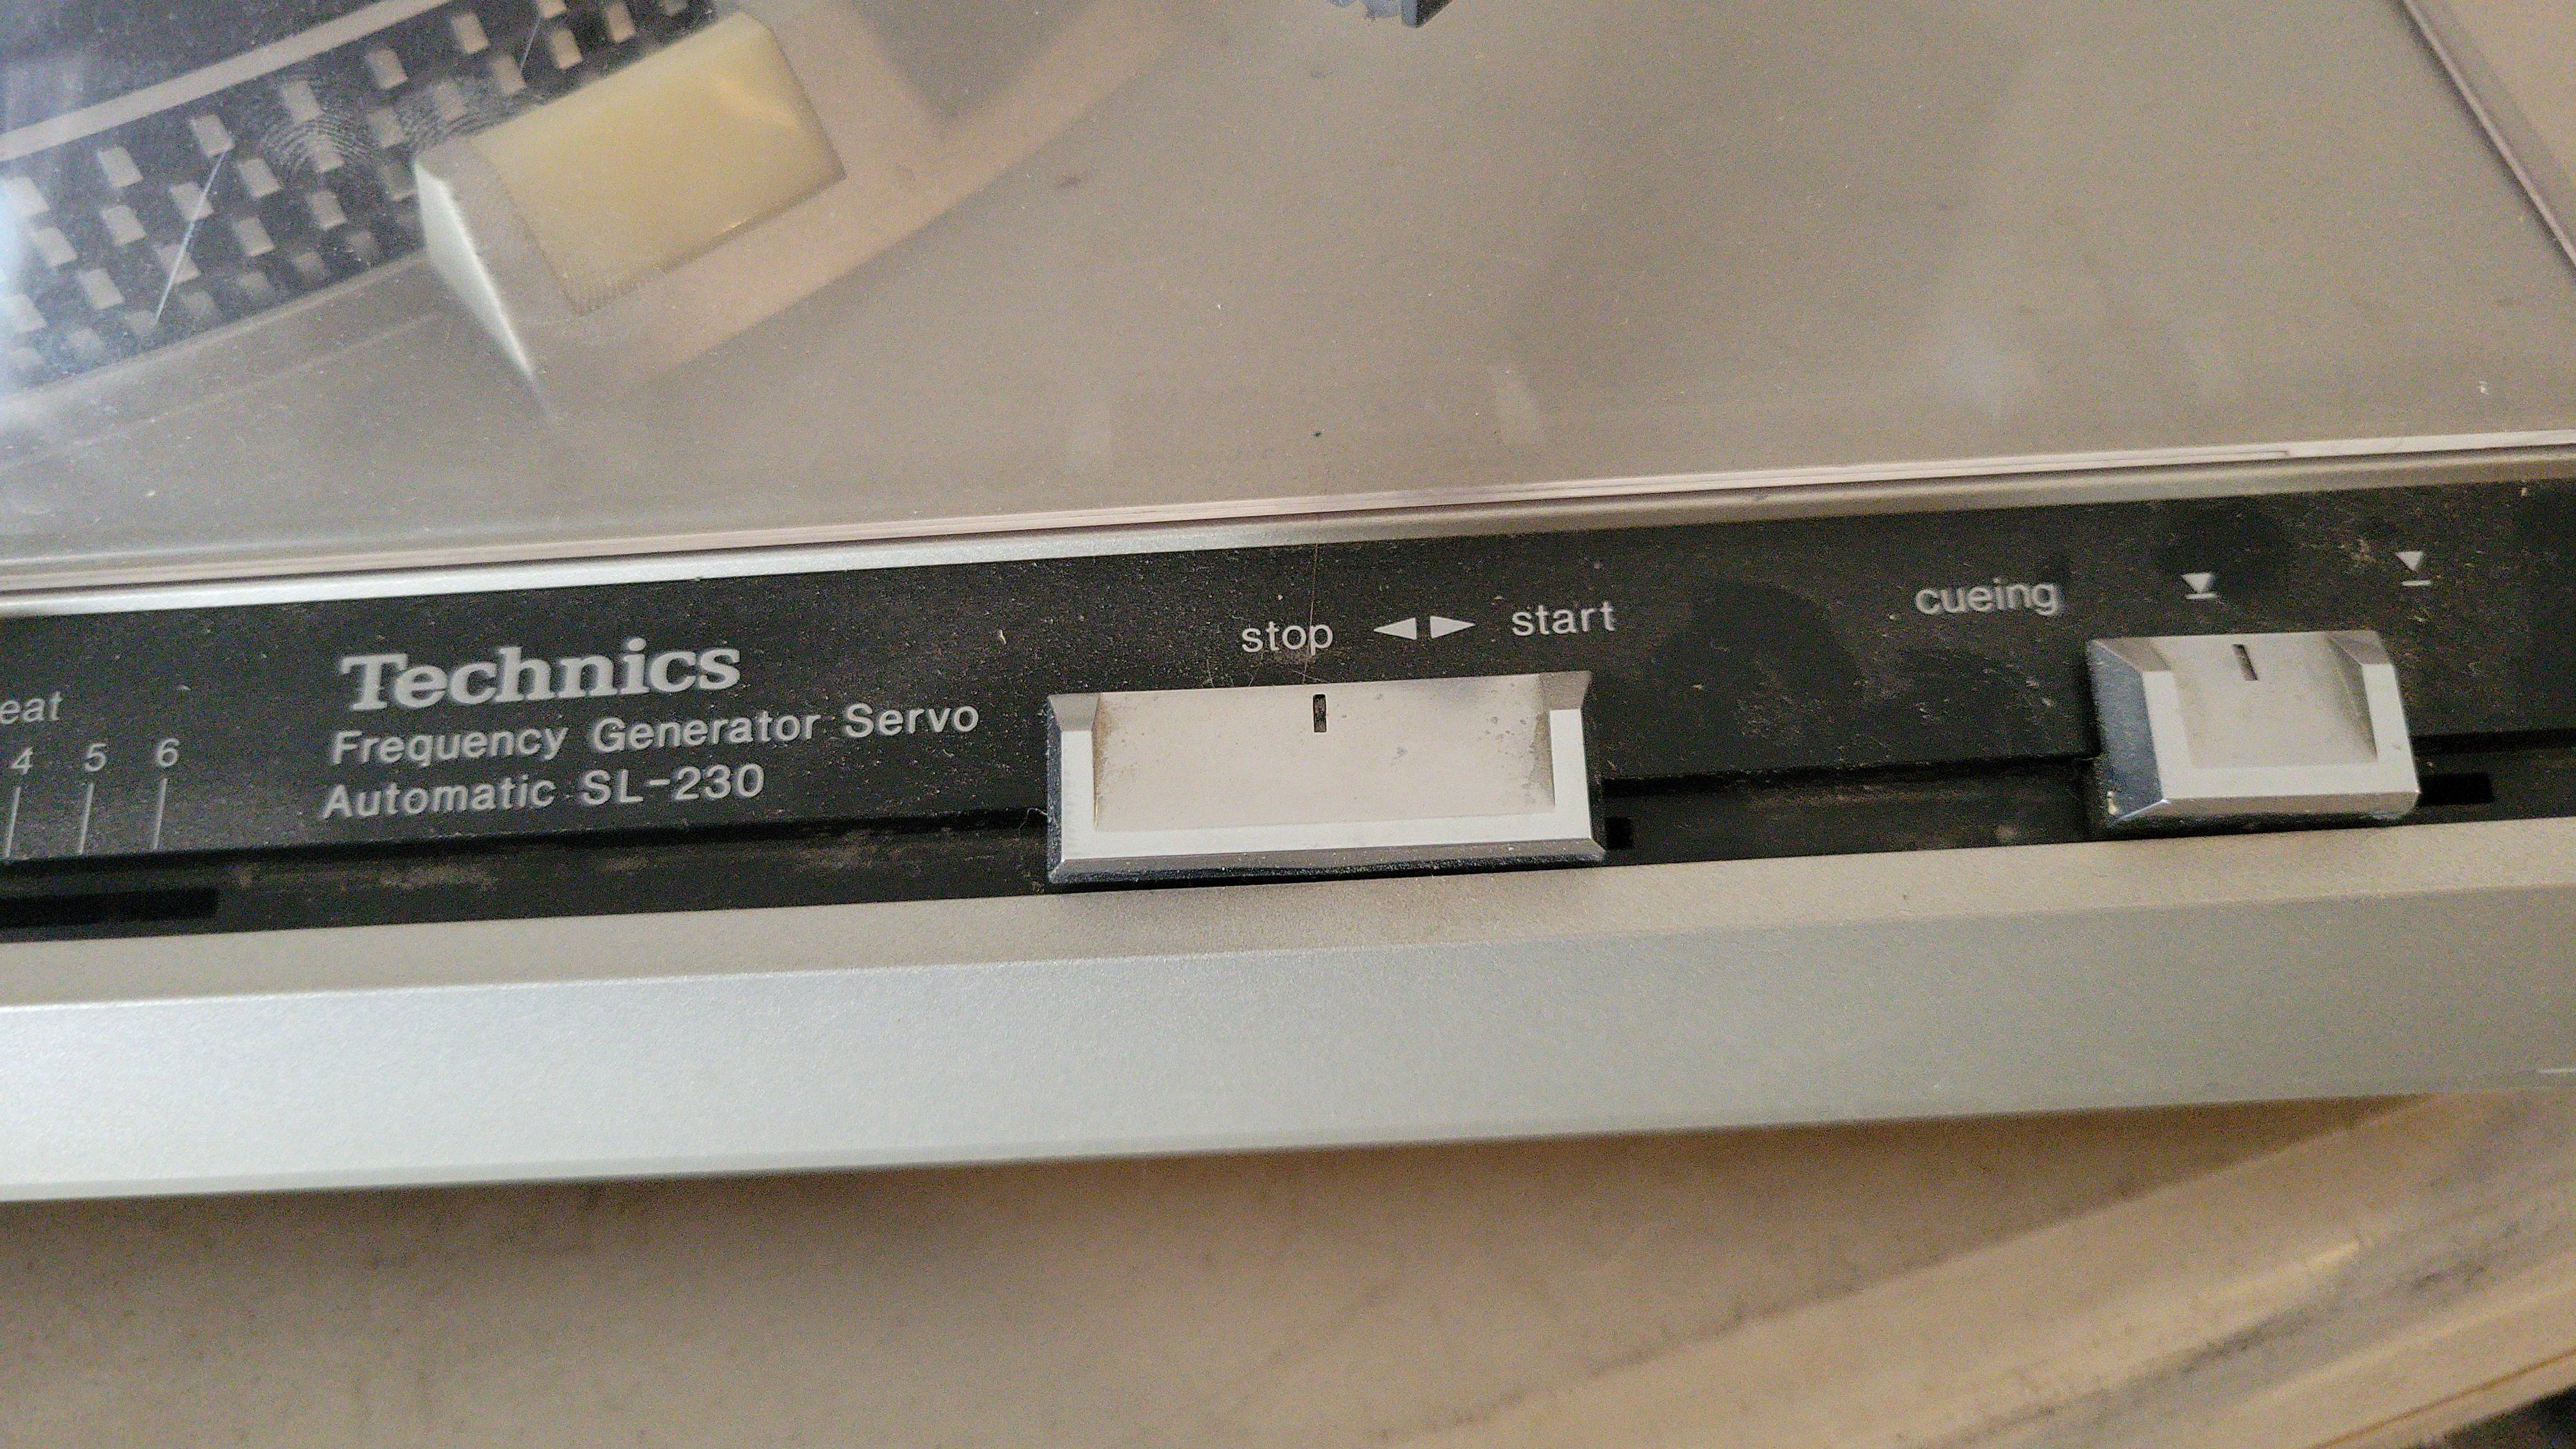 eat
4 5 6
Technics
Frequency Generator Servo
Automatic SL-230
stop ◀▶ start
cueing